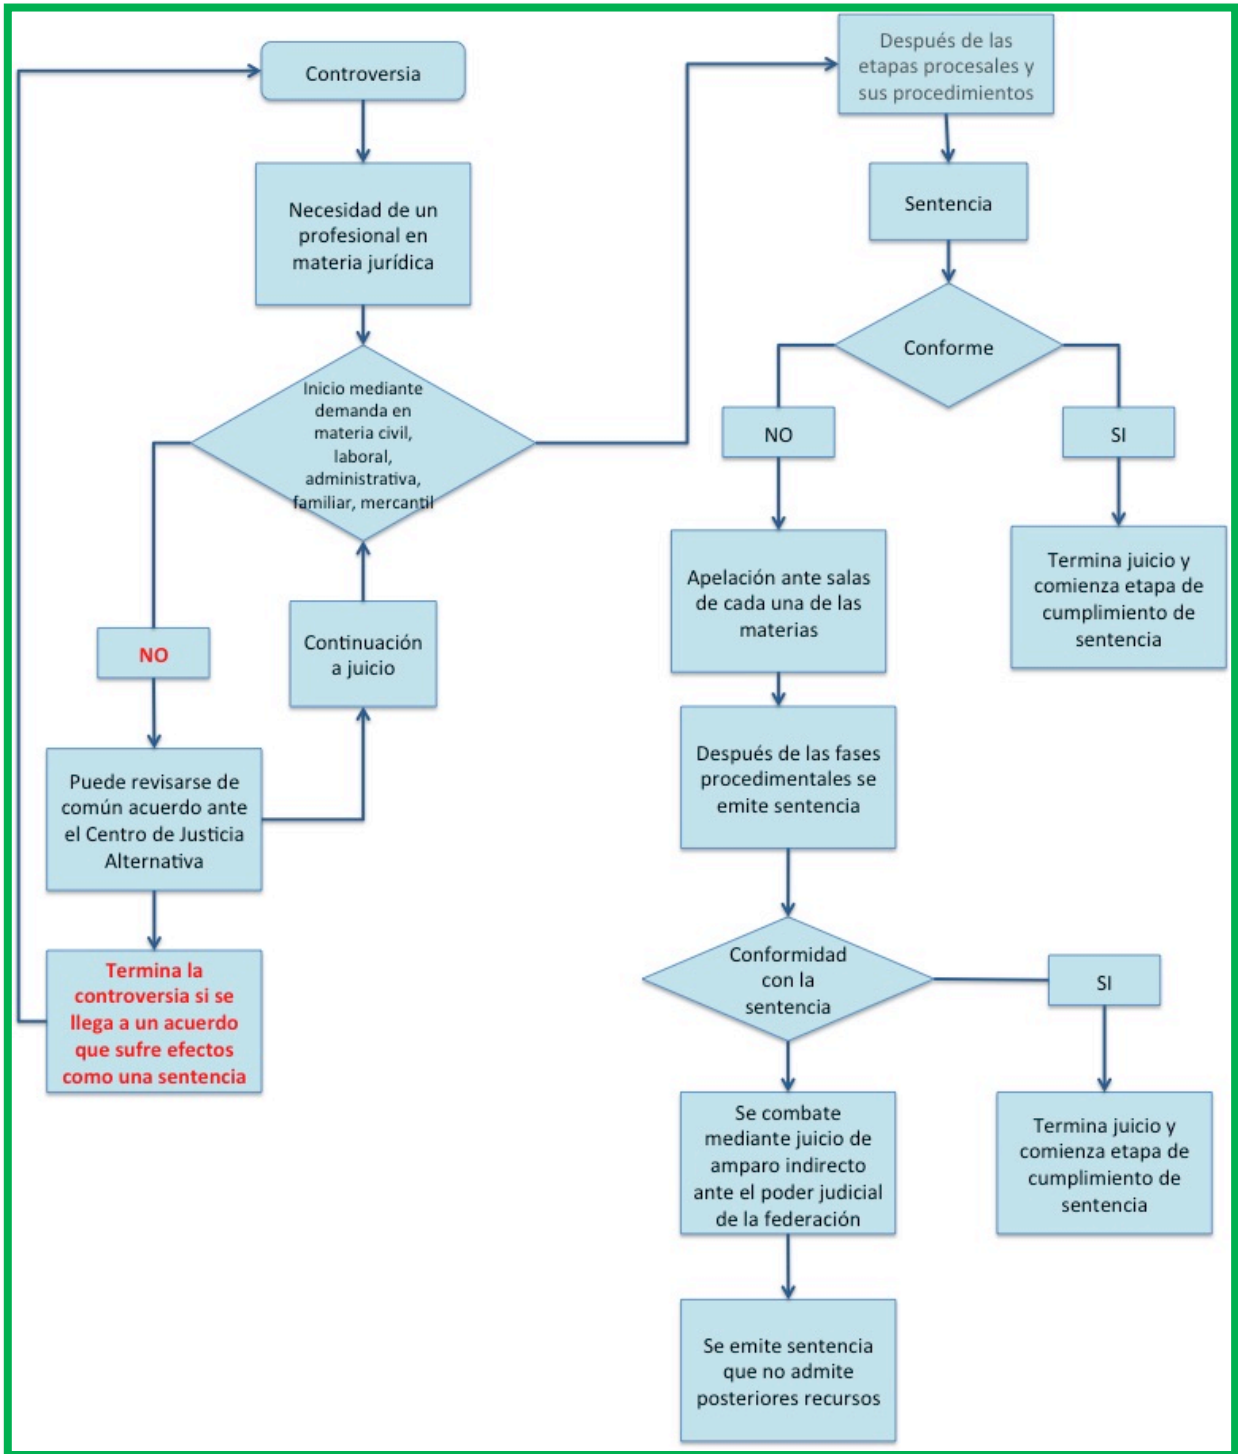 Controversia
Necesidad de un
profesional en
materia jurídica
Inicio mediante
demanda en
materia civil,
laboral,
administrativa,
familiar, mercantil
NO
Continuación
a juicio
Puede revisarse de
común acuerdo ante
el Centro de Justicia
Alternativa
Termina la
controversia si se
llega a un acuerdo
que sufre efectos
como una sentencia
Después de las
etapas procesales y
sus procedimientos
Sentencia
Conforme
NO
SI
Apelación ante salas
de cada una de las
materias
Termina juicio y
comienza etapa de
cumplimiento de
sentencia
Después de las fases
procedimentales se
emite sentencia
Conformidad
con la
sentencia
SI
Se combate
mediante juicio de
amparo indirecto
ante el poder judicial
de la federación
Termina juicio y
comienza etapa de
cumplimiento de
sentencia
Se emite sentencia
que no admite
posteriores recursos